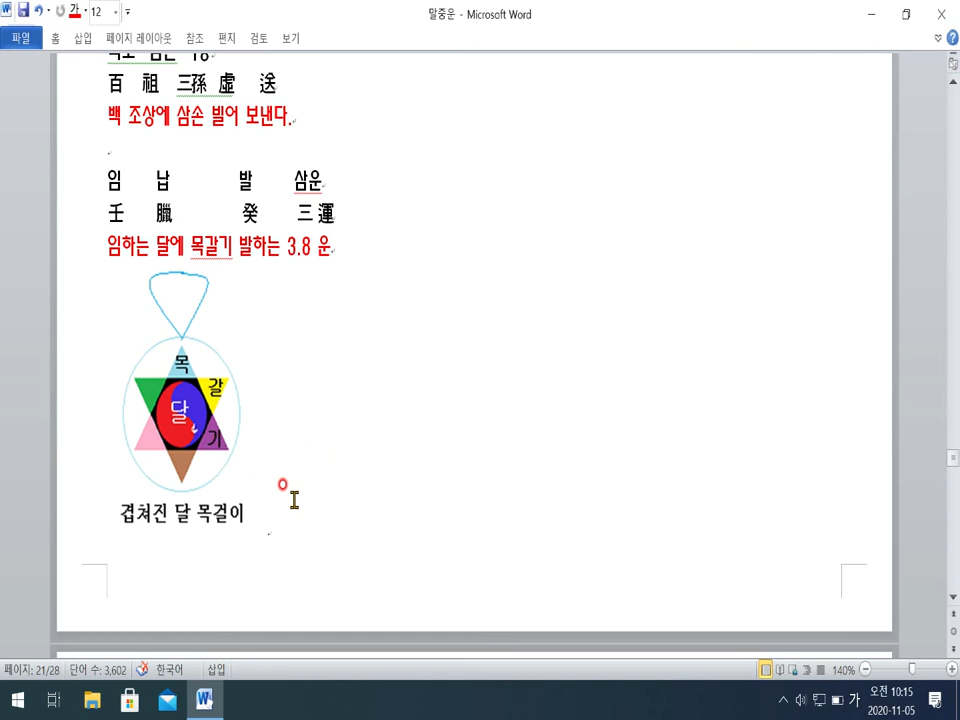 말중운 - Microsoft Word
가 12
파일 홈 삽입 페이지 레이아웃 참조 편지 검토 보기
百 祖 三孫 虛 送
백 조상에 삼손 빌어 보낸다.
임 납 발 삼운
壬 臘 癸 三 運
임하는 달에 목갈기 발하는 3.8 운.
목
갈
달
기
겹쳐진 달 목걸이
페이지: 21/28 단어 수: 3,602 한국어 삽입 140%
가 오전 10:15
2020-11-05